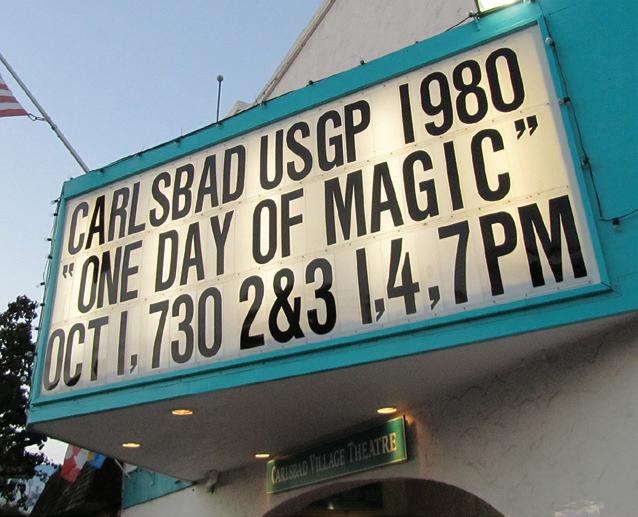 CARLSBAD USGP 1980
"ONE DAY OF MAGIC"
OCT 1, 730 2&3 1,4,7PM
CARLSBAD VILLAGE THEATRE